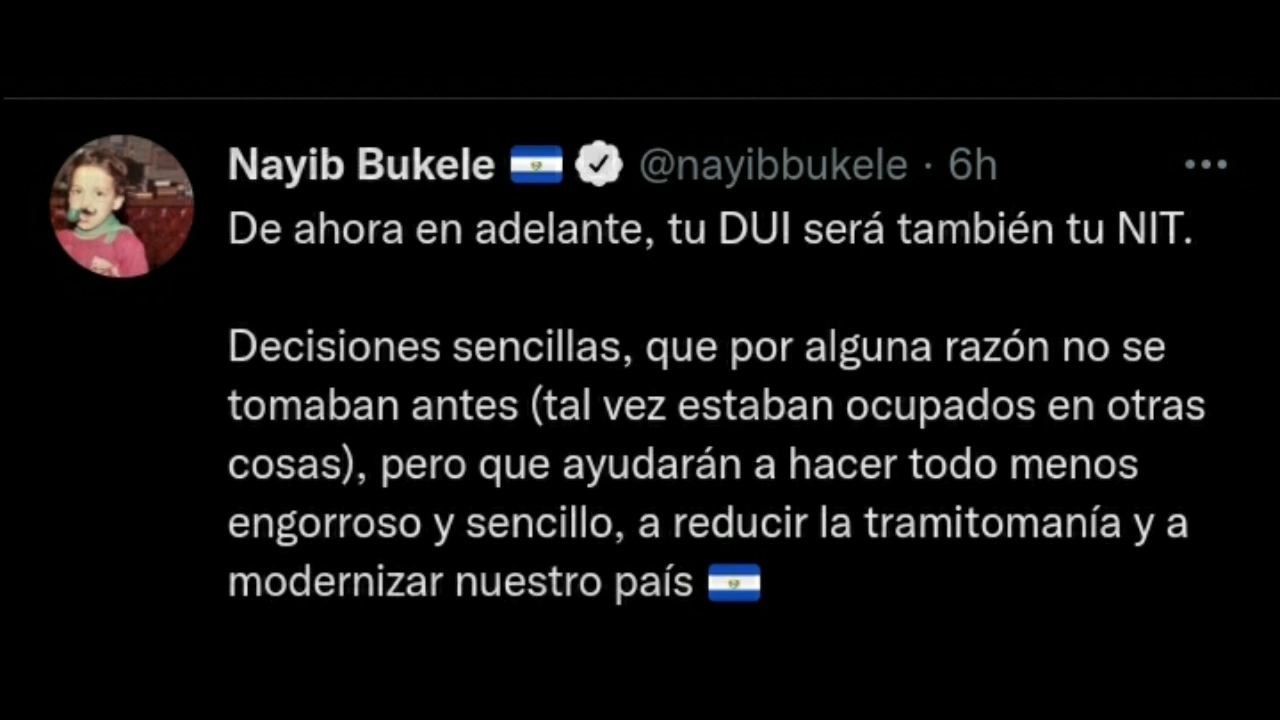 Nayib Bukele 🇸🇻 @nayibbukele · 6h
De ahora en adelante, tu DUI será también tu NIT.
Decisiones sencillas, que por alguna razón no se
tomaban antes (tal vez estaban ocupados en otras
cosas), pero que ayudarán a hacer todo menos
engorroso y sencillo, a reducir la tramitomanía y a
modernizar nuestro país 🇸🇻